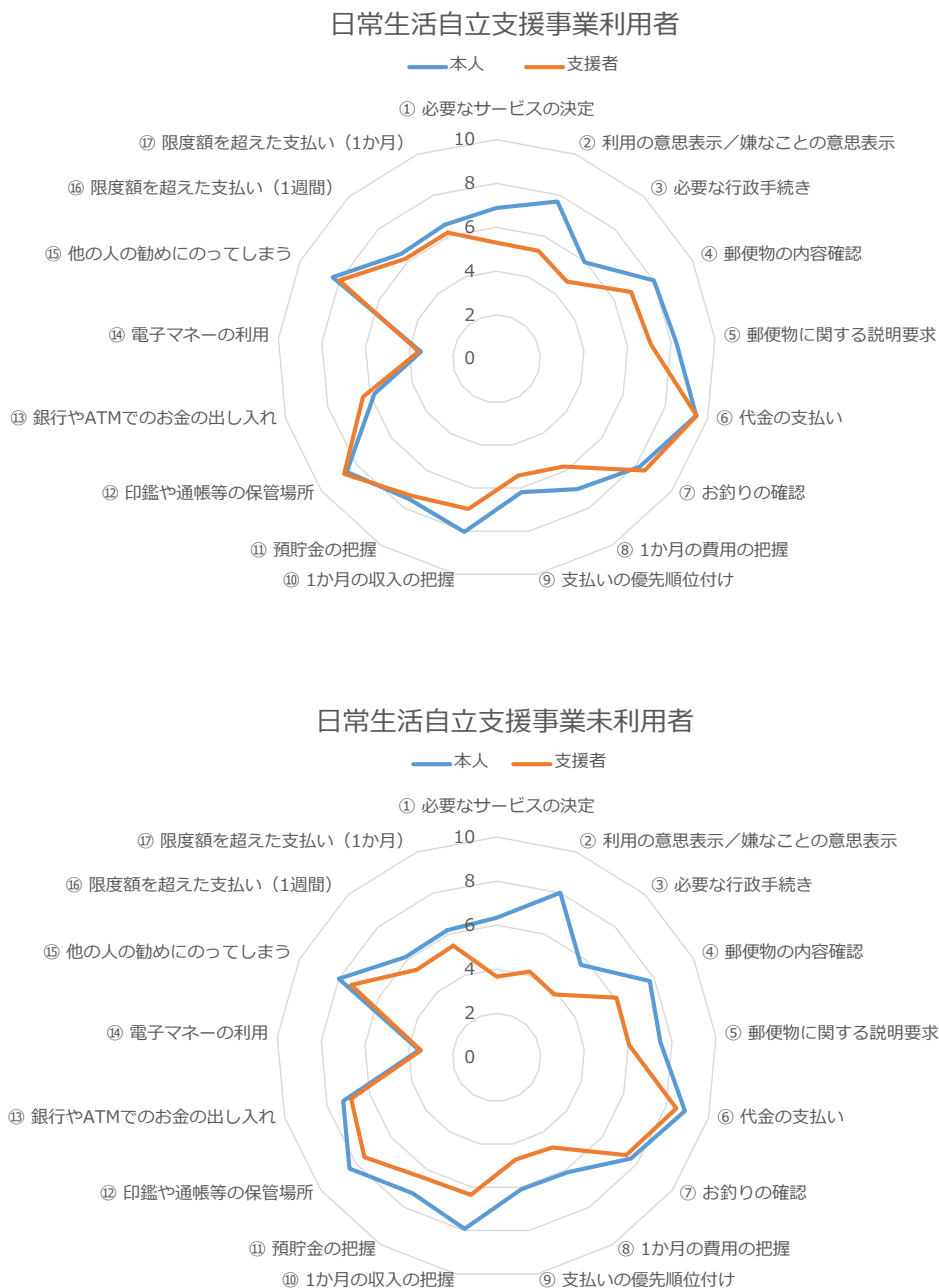 日常生活自立支援事業利用者
本人 支援者
① 必要なサービスの決定
② 利用の意思表示／嫌なことの意思表示
③ 必要な行政手続き
④ 郵便物の内容確認
⑤ 郵便物に関する説明要求
⑥ 代金の支払い
⑦ お釣りの確認
⑧ 1か月の費用の把握
⑨ 支払いの優先順位付け
⑩ 1か月の収入の把握
⑪ 預貯金の把握
⑫ 印鑑や通帳等の保管場所
⑬ 銀行やATMでのお金の出し入れ
⑭ 電子マネーの利用
⑮ 他の人の勧めにのってしまう
⑯ 限度額を超えた支払い（1週間）
⑰ 限度額を超えた支払い（1か月）
10
8
6
4
2
0
日常生活自立支援事業未利用者
本人 支援者
① 必要なサービスの決定
② 利用の意思表示／嫌なことの意思表示
③ 必要な行政手続き
④ 郵便物の内容確認
⑤ 郵便物に関する説明要求
⑥ 代金の支払い
⑦ お釣りの確認
⑧ 1か月の費用の把握
⑨ 支払いの優先順位付け
⑩ 1か月の収入の把握
⑪ 預貯金の把握
⑫ 印鑑や通帳等の保管場所
⑬ 銀行やATMでのお金の出し入れ
⑭ 電子マネーの利用
⑮ 他の人の勧めにのってしまう
⑯ 限度額を超えた支払い（1週間）
⑰ 限度額を超えた支払い（1か月）
10
8
6
4
2
0